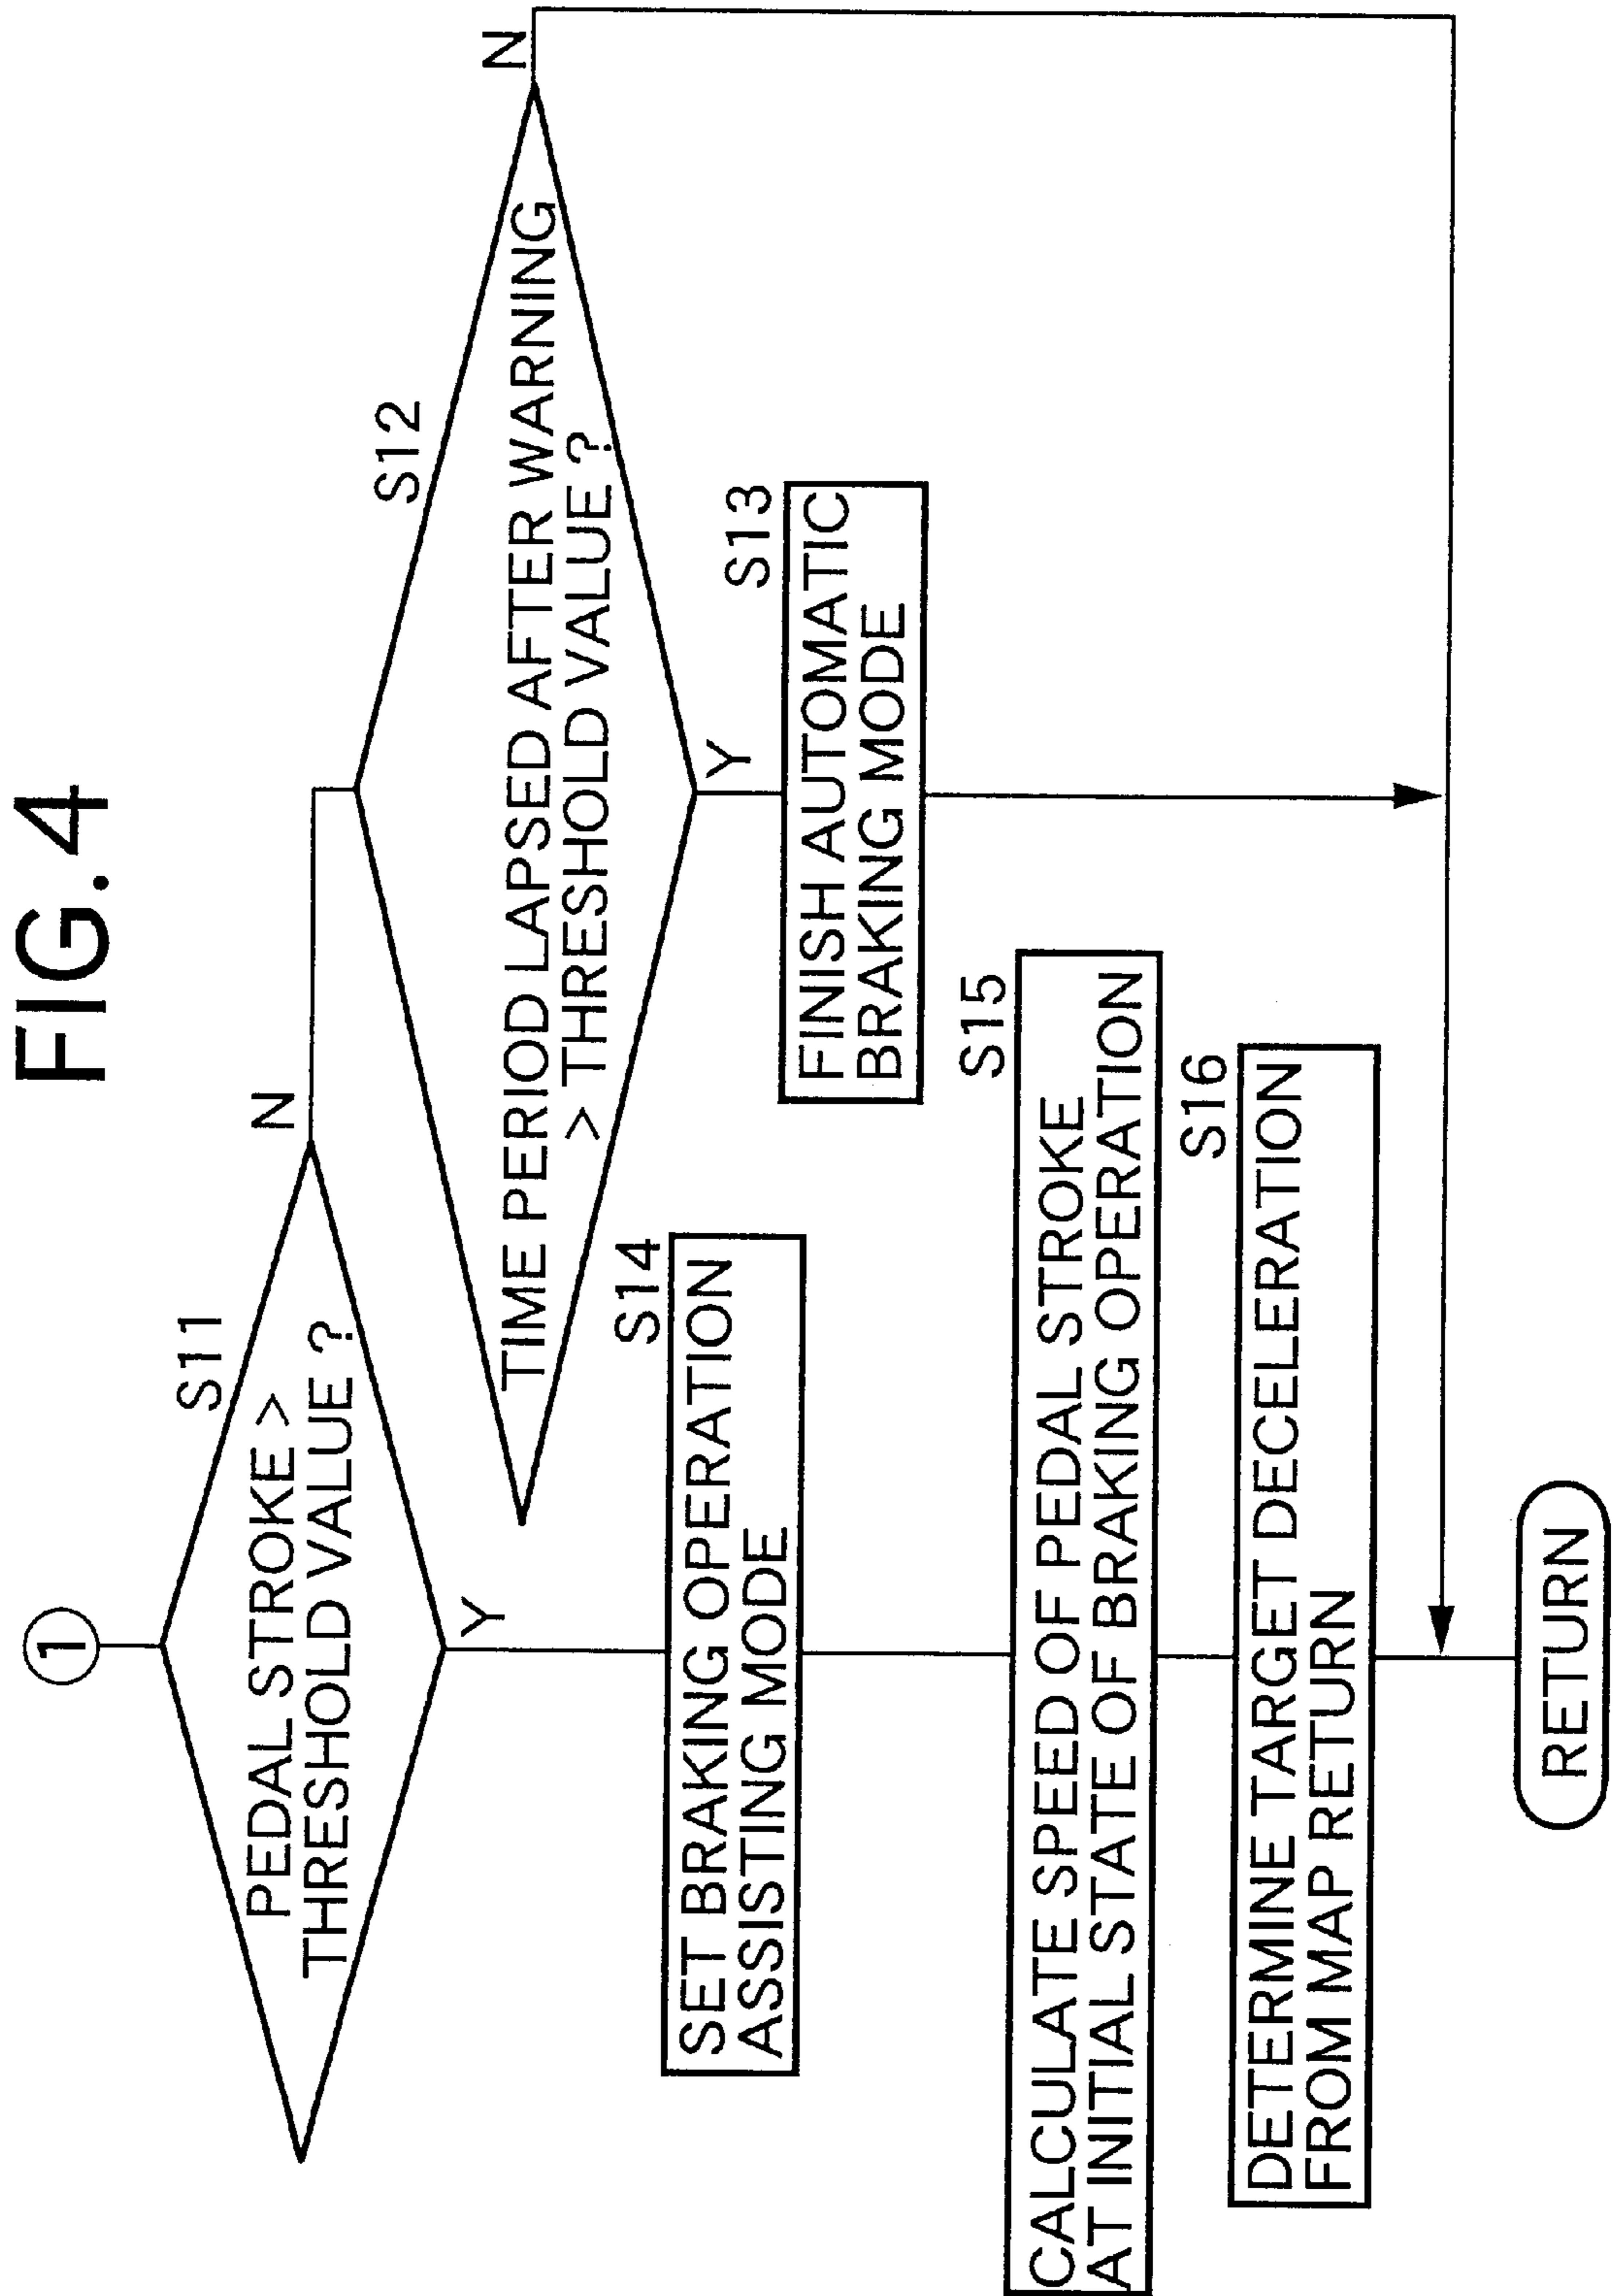 FIG. 4
1
S11
PEDAL STROKE >
THRESHOLD VALUE ?
N
Y
S12
TIME PERIOD LAPSED AFTER WARNING
> THRESHOLD VALUE ?
N
Y
S13
FINISH AUTOMATIC
BRAKING MODE
S14
SET BRAKING OPERATION
ASSISTING MODE
S15
CALCULATE SPEED OF PEDAL STROKE
AT INITIAL STATE OF BRAKING OPERATION
S16
DETERMINE TARGET DECELERATION
FROM MAP RETURN
RETURN